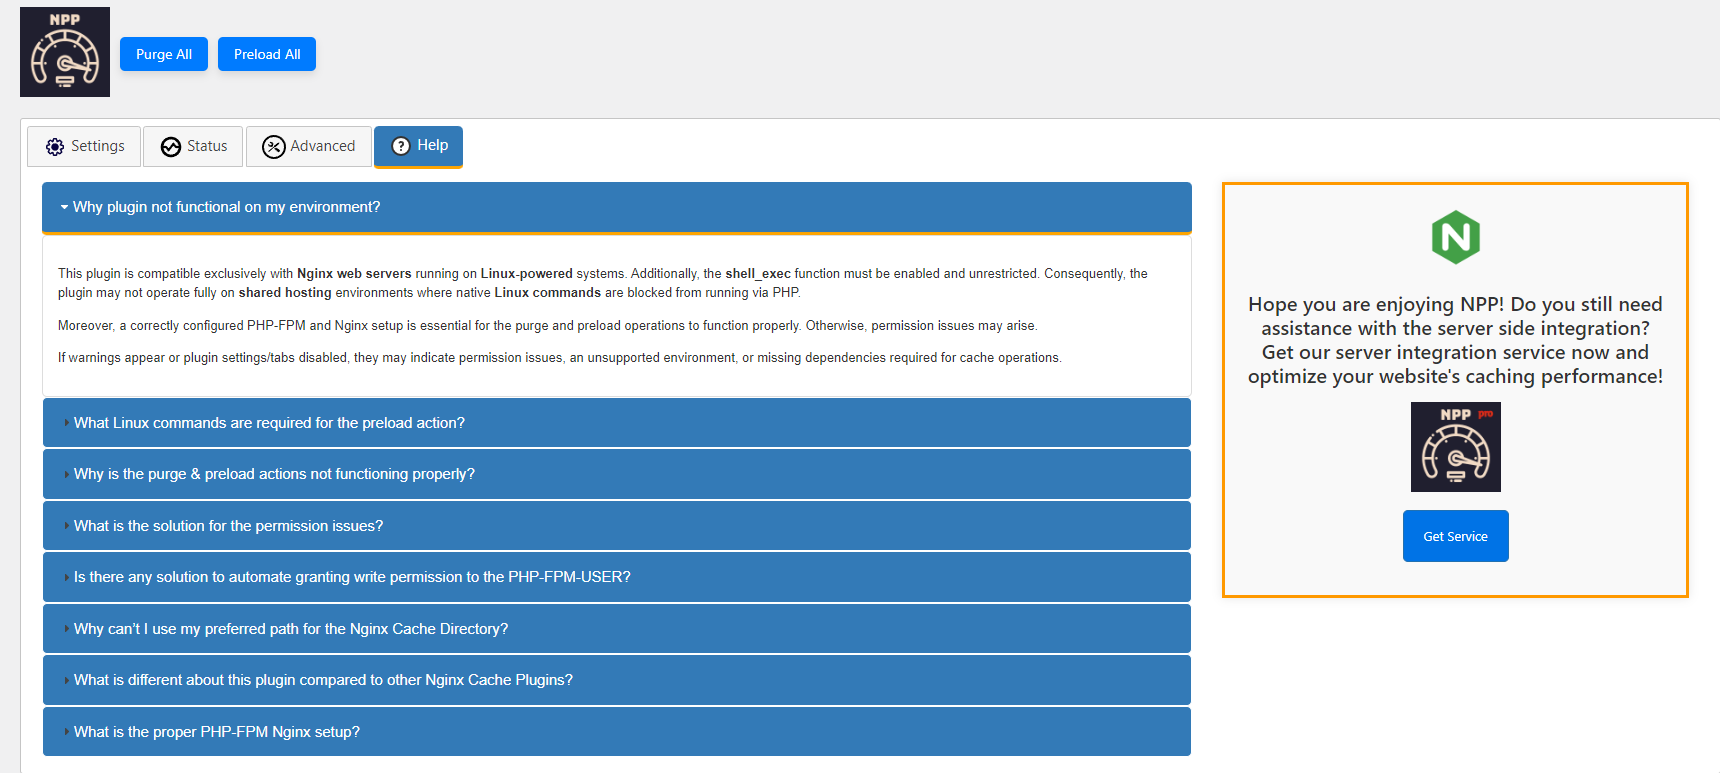 NPP
Purge All
Preload All
Settings
Status
Advanced
Help
Why plugin not functional on my environment?
This plugin is compatible exclusively with Nginx web servers running on Linux-powered systems. Additionally, the shell_exec function must be enabled and unrestricted. Consequently, the
plugin may not operate fully on shared hosting environments where native Linux commands are blocked from running via PHP.
Moreover, a correctly configured PHP-FPM and Nginx setup is essential for the purge and preload operations to function properly. Otherwise, permission issues may arise.
If warnings appear or plugin settings/tabs disabled, they may indicate permission issues, an unsupported environment, or missing dependencies required for cache operations.
What Linux commands are required for the preload action?
Why is the purge & preload actions not functioning properly?
What is the solution for the permission issues?
Is there any solution to automate granting write permission to the PHP-FPM-USER?
Why can’t I use my preferred path for the Nginx Cache Directory?
What is different about this plugin compared to other Nginx Cache Plugins?
What is the proper PHP-FPM Nginx setup?
N
Hope you are enjoying NPP! Do you still need
assistance with the server side integration?
Get our server integration service now and
optimize your website's caching performance!
NPP pro
Get Service